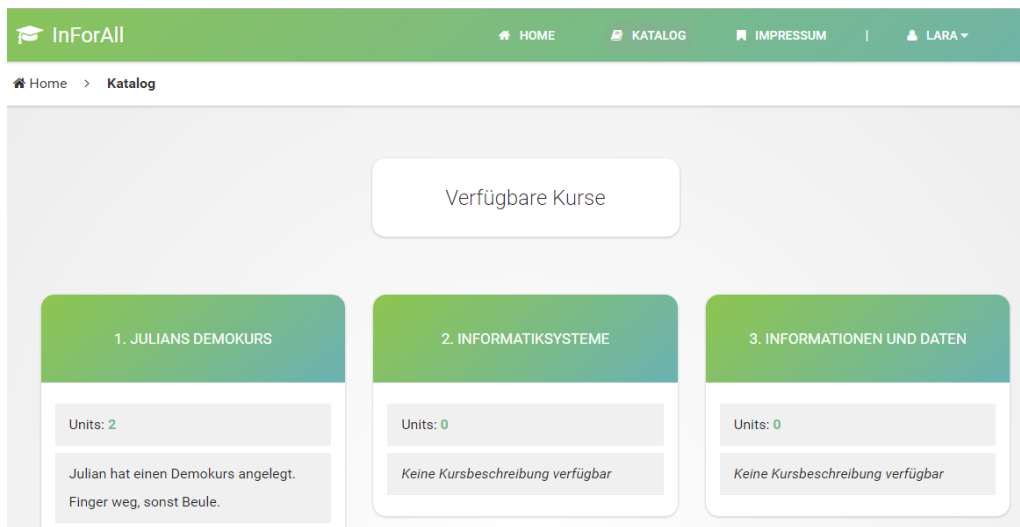 InForAll
HOME KATALOG IMPRESSUM | LARA
Home > Katalog
Verfügbare Kurse
1. JULIANS DEMOKURS
Units: 2
Julian hat einen Demokurs angelegt.
Finger weg, sonst Beule.
2. INFORMATIKSYSTEME
Units: 0
Keine Kursbeschreibung verfügbar
3. INFORMATIONEN UND DATEN
Units: 0
Keine Kursbeschreibung verfügbar